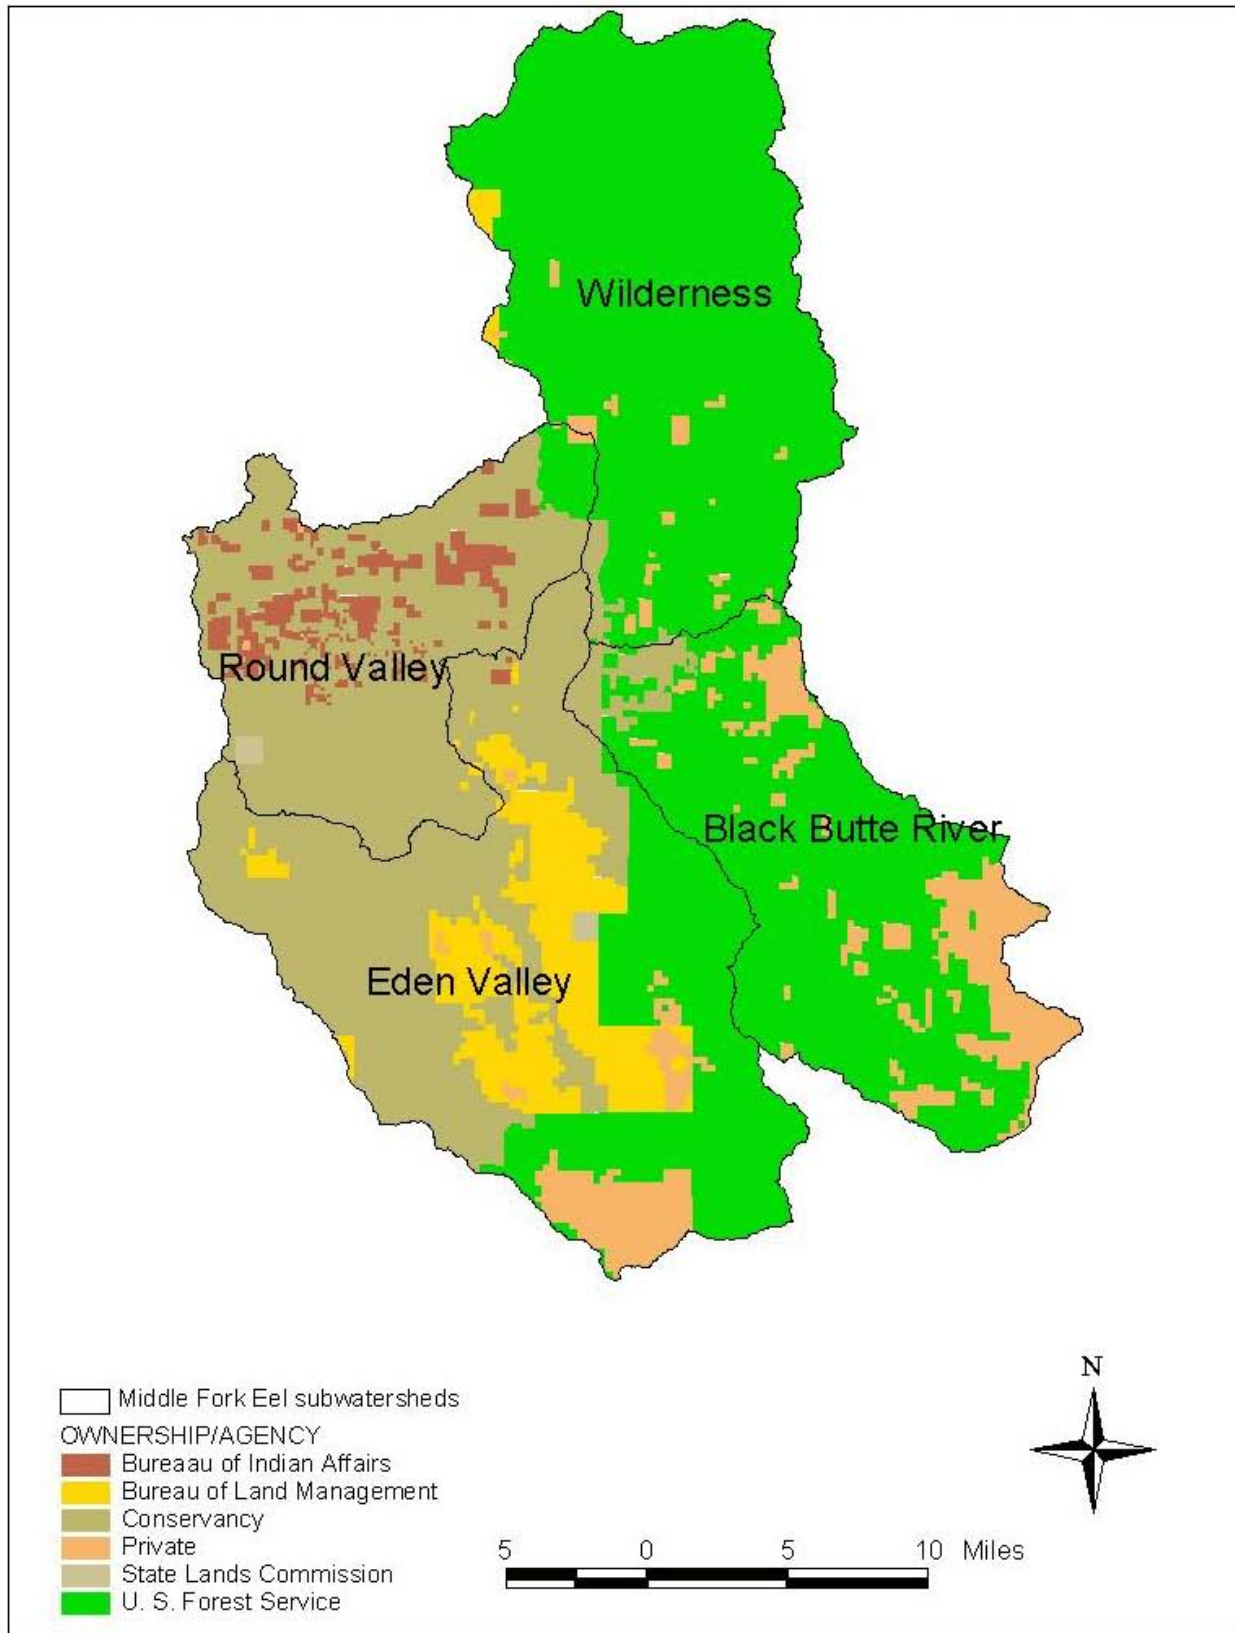 Wilderness
Round Valley
Black Butte River
Eden Valley
N
Middle Fork Eel subwatersheds
OWNERSHIP/AGENCY
Bureaau of Indian Affairs
Bureau of Land Management
Conservancy
Private
State Lands Commission
U. S. Forest Service
5 0 5 10 Miles